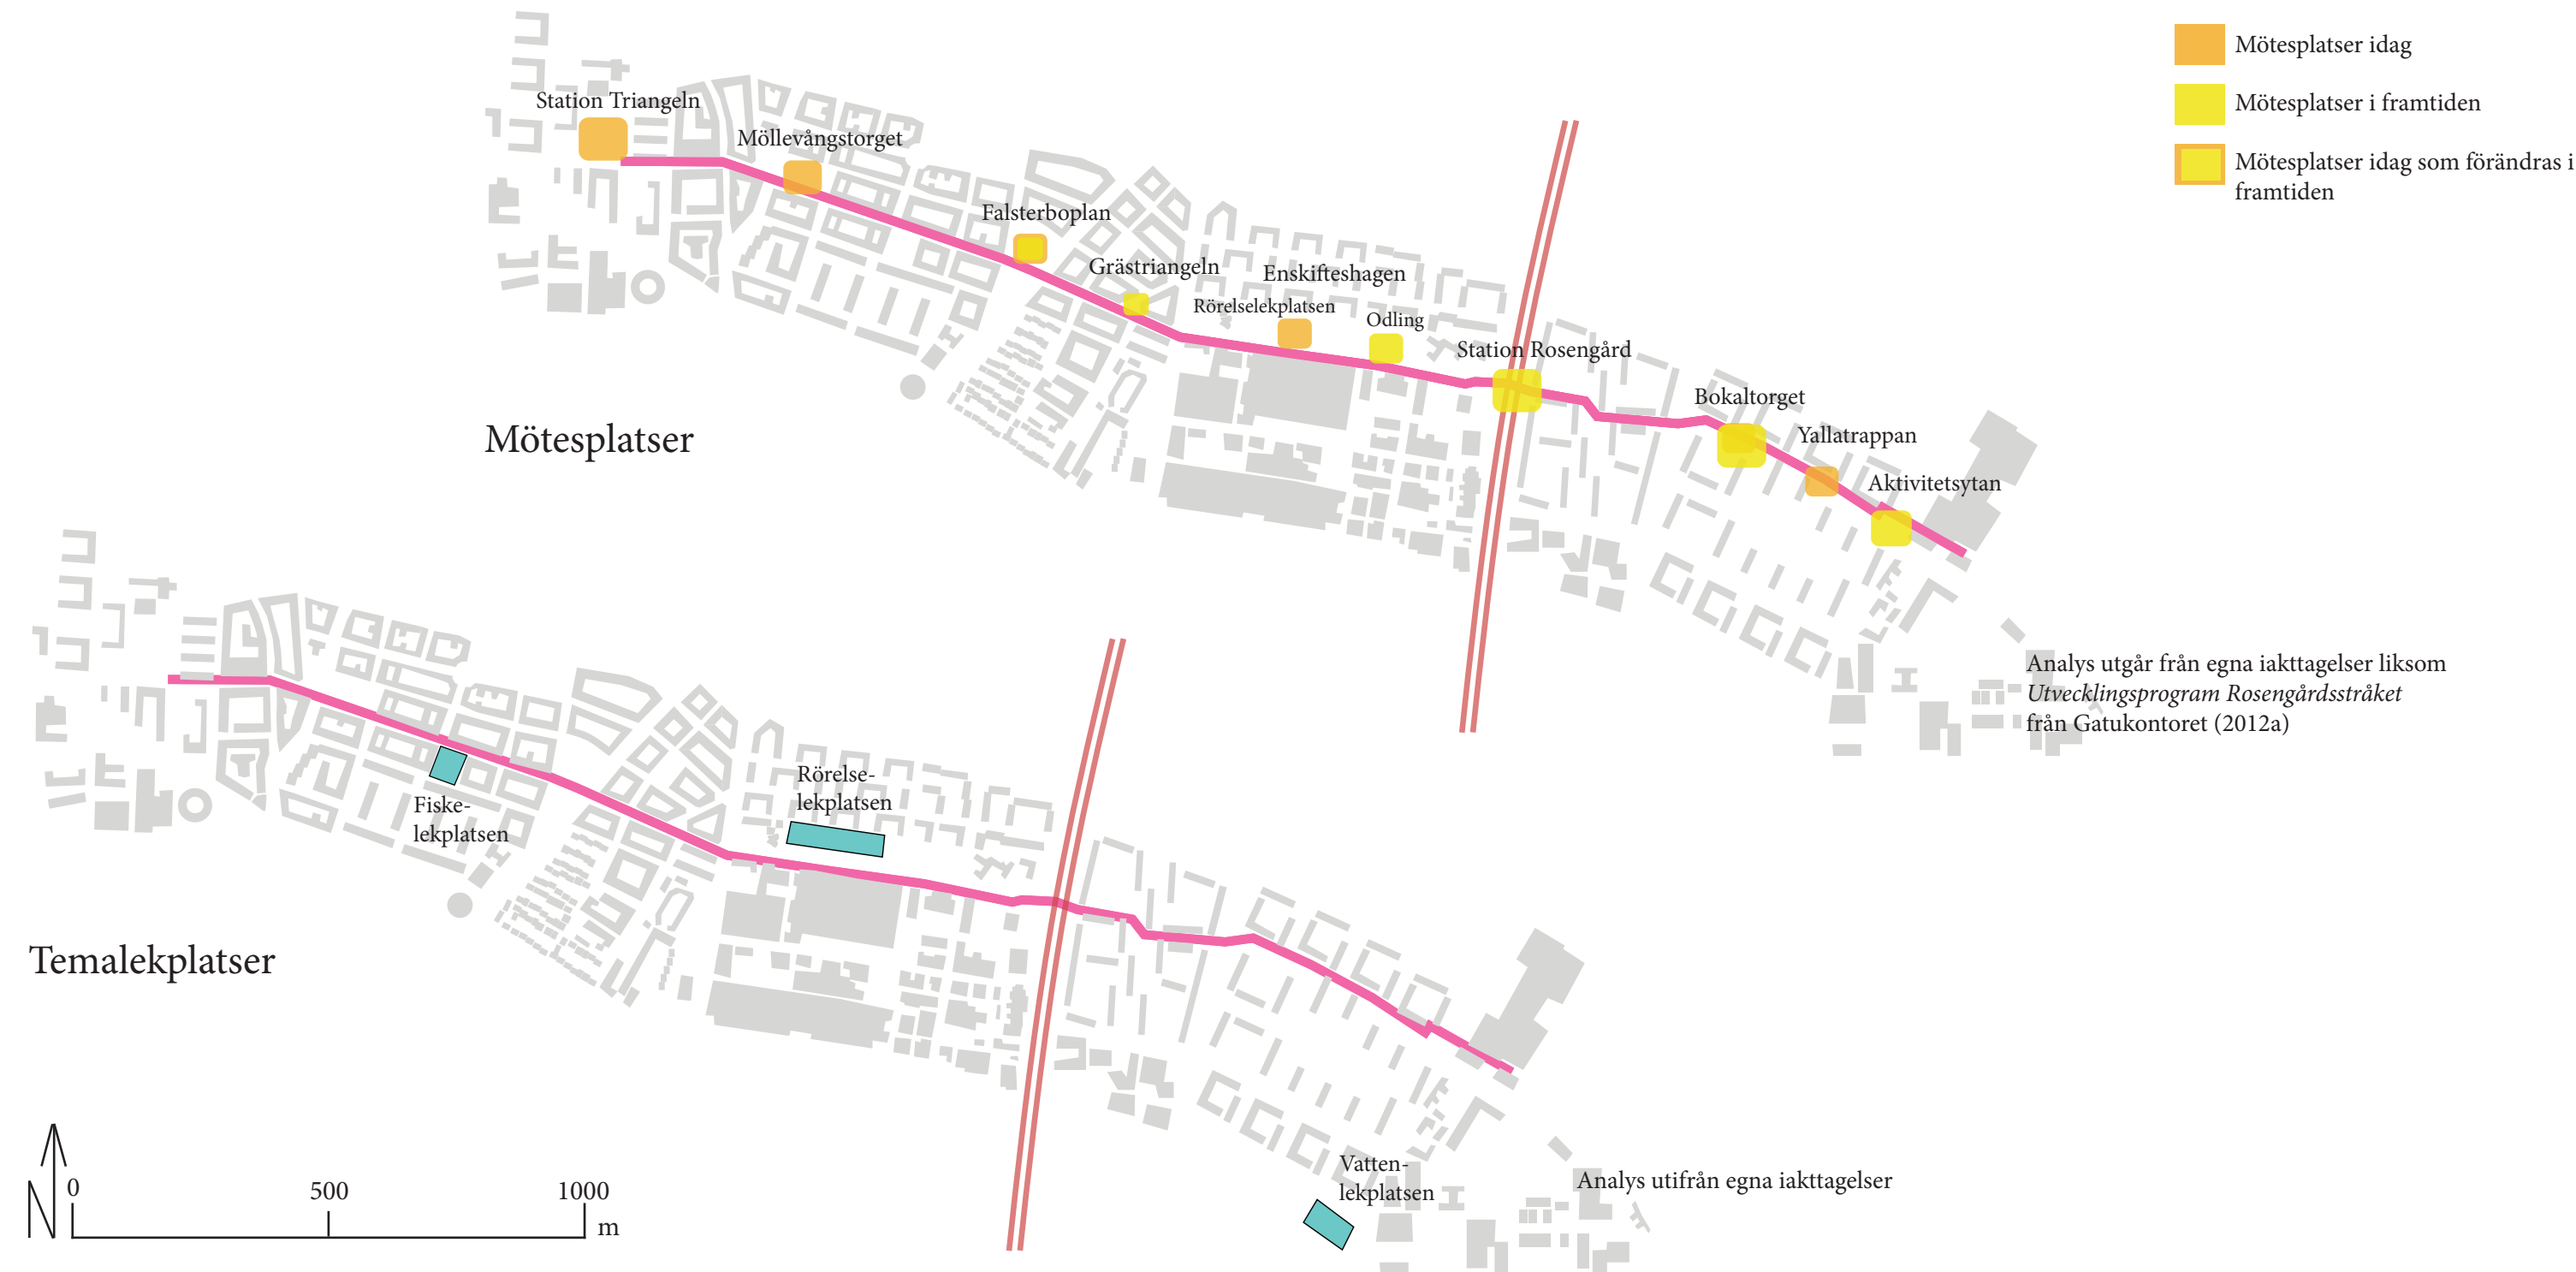 Mötesplatser idag
Mötesplatser i framtiden
Mötesplatser idag som förändras i
framtiden
Station Triangeln
Möllevångstorget
Falsterboplan
Grästriangeln
Enskifteshagen
Rörelselekplatsen
Odling
Station Rosengård
Bokaltorget
Yallatrappan
Aktivitetsytan
Mötesplatser
Analys utgår från egna iakttagelser liksom
Utvecklingsprogram Rosengårdsstråket
från Gatukontoret (2012a)
Fiske-
lekplatsen
Rörelse-
lekplatsen
Temalekplatser
Vatten-
lekplatsen
Analys utifrån egna iakttagelser
N
0
500
1000
m